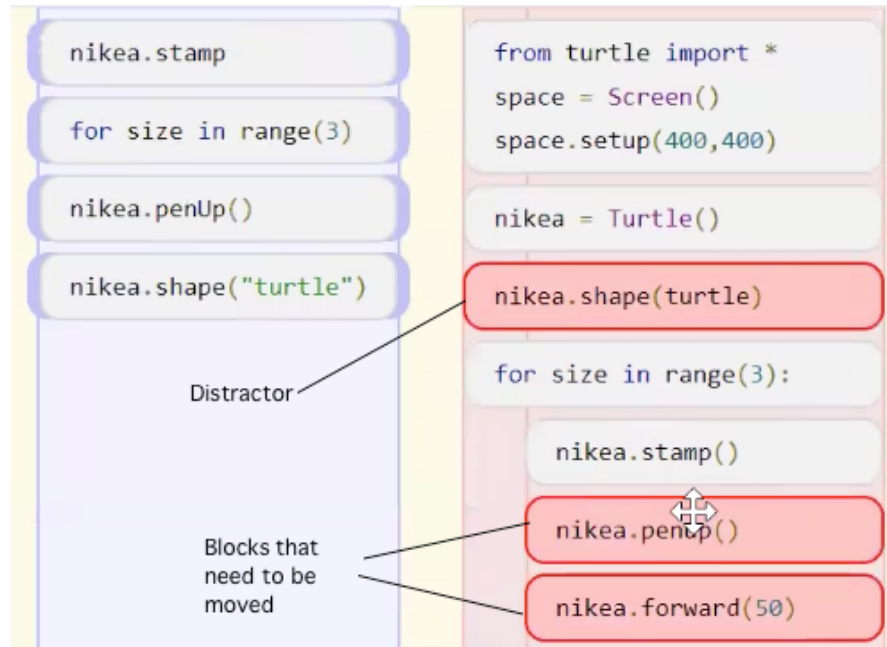 nikea.stamp
for size in range(3)
nikea.penUp()
nikea.shape("turtle")
Distractor
Blocks that
need to be
moved
from turtle import *
space = Screen()
space.setup(400,400)
nikea = Turtle()
nikea.shape(turtle)
for size in range(3):
nikea.stamp()
nikea.penup()
nikea.forward(50)